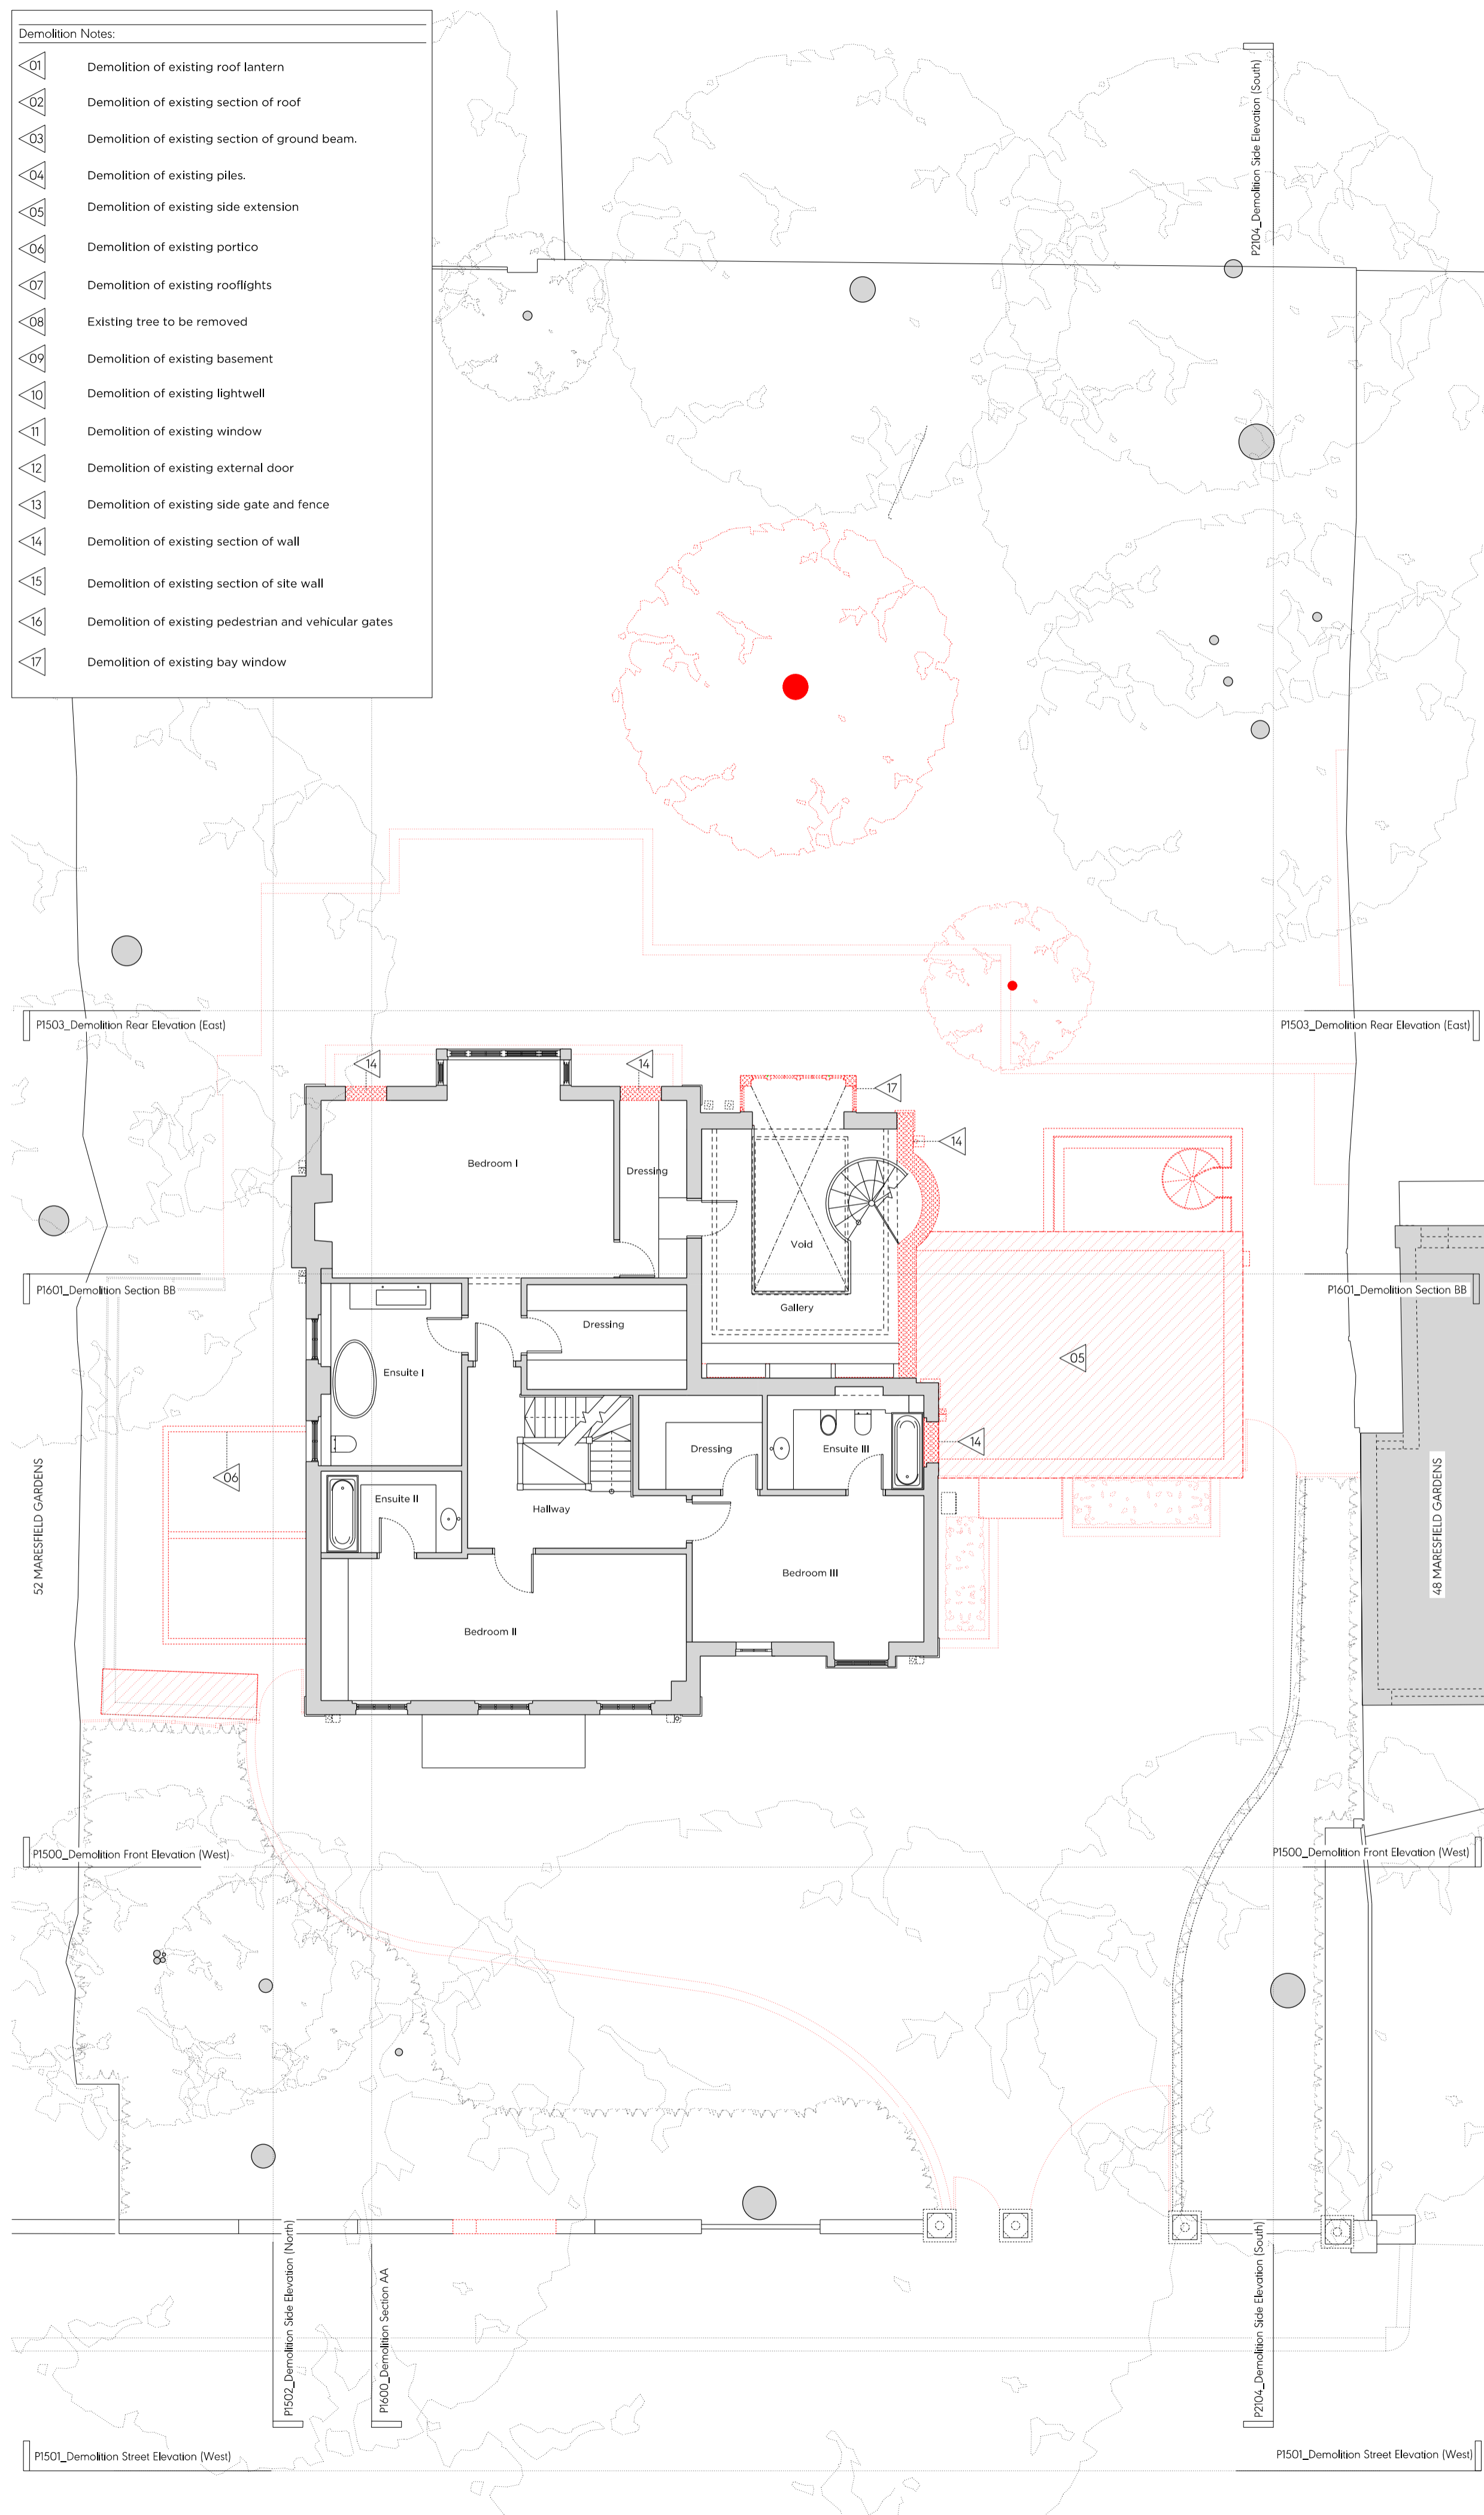 Demolition Notes:
01 Demolition of existing roof lantern
02 Demolition of existing section of roof
03 Demolition of existing section of ground beam.
04 Demolition of existing piles.
05 Demolition of existing side extension
06 Demolition of existing portico
07 Demolition of existing rooflights
08 Existing tree to be removed
09 Demolition of existing basement
10 Demolition of existing lightwell
11 Demolition of existing window
12 Demolition of existing external door
13 Demolition of existing side gate and fence
14 Demolition of existing section of wall
15 Demolition of existing section of site wall
16 Demolition of existing pedestrian and vehicular gates
17 Demolition of existing bay window
P2104_Demolition Side Elevation (South)
P1503_Demolition Rear Elevation (East)
P1503_Demolition Rear Elevation (East)
14
14
17
14
Bedroom I
Dressing
Void
P1601_Demolition Section BB
P1601_Demolition Section BB
Gallery
Dressing
05
Ensuite I
14
Dressing
Ensuite III
06
Ensuite II
Hallway
52 MARESFIELD GARDENS
48 MARESFIELD GARDENS
Bedroom III
Bedroom II
P1500_Demolition Front Elevation (West)
P1500_Demolition Front Elevation (West)
P1502_Demolition Side Elevation (North)
P1600_Demolition Section AA
P2104_Demolition Side Elevation (South)
P1501_Demolition Street Elevation (West)
P1501_Demolition Street Elevation (West)